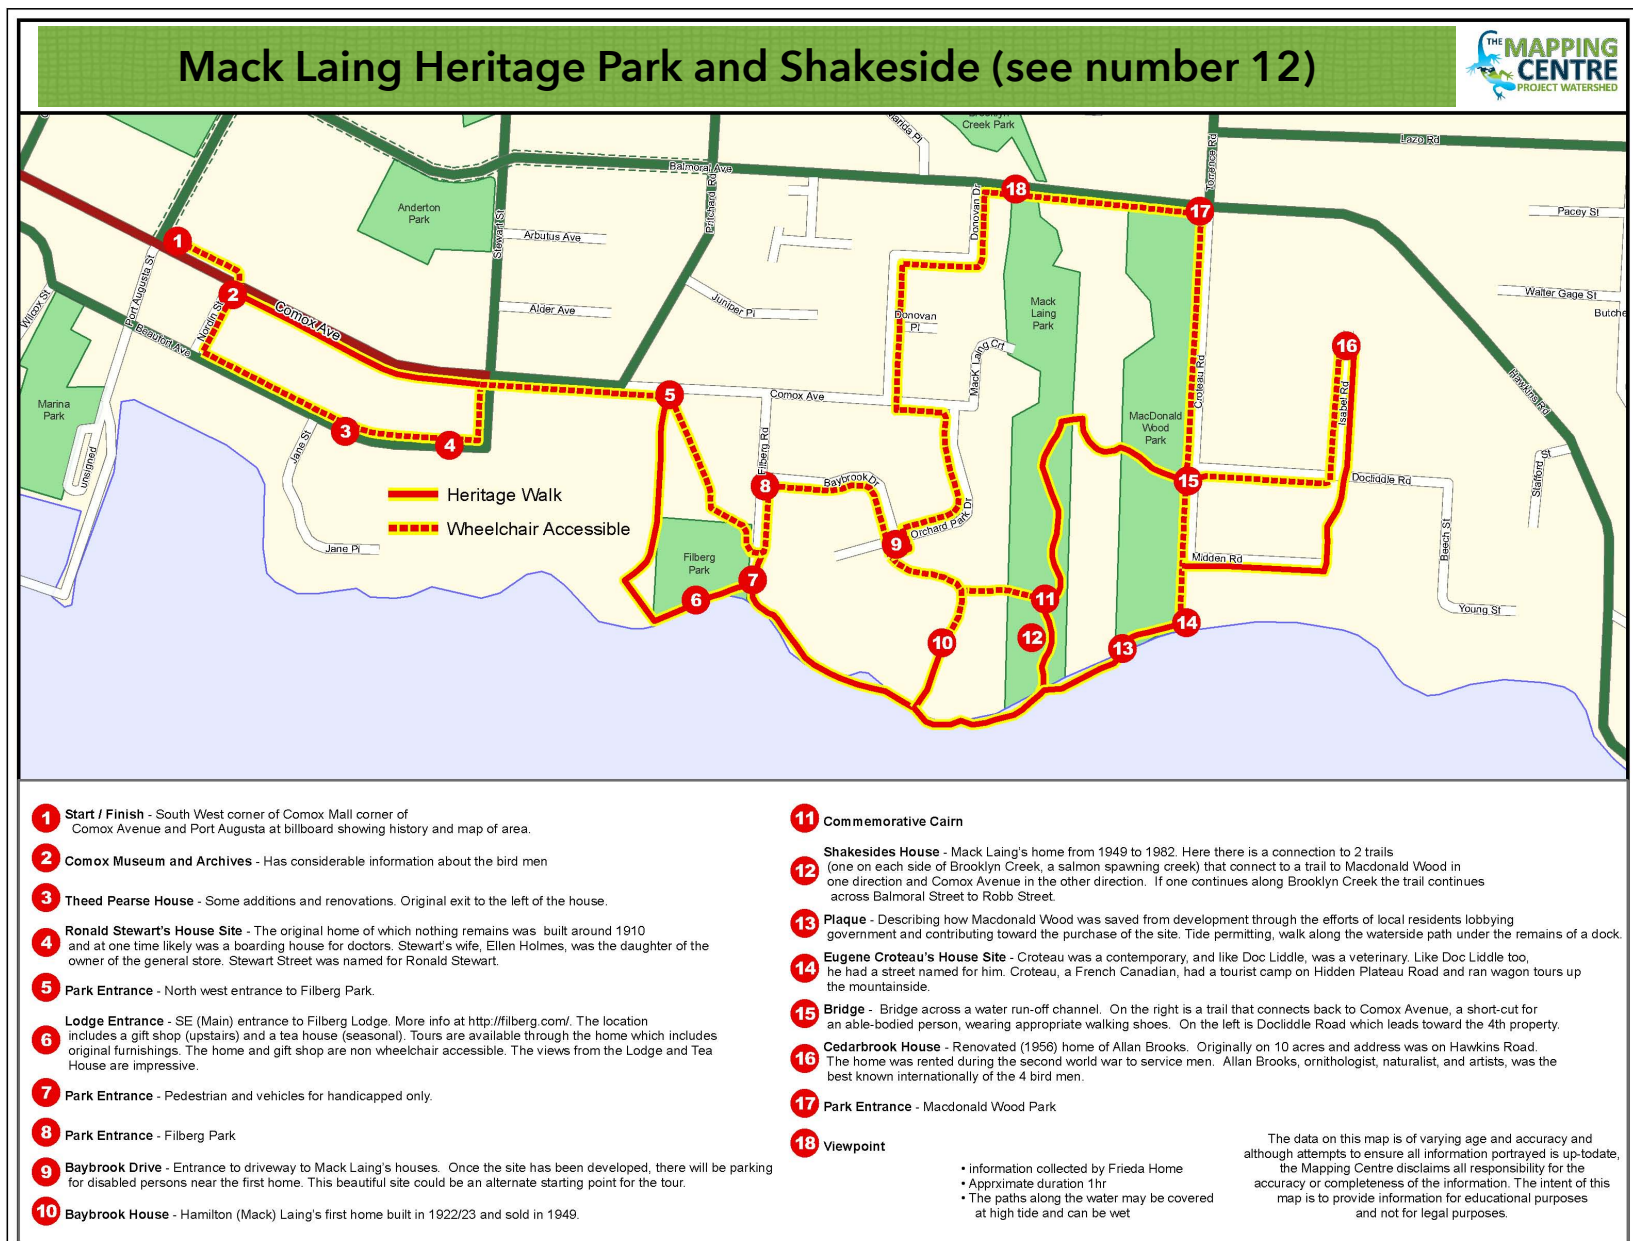 Mack Laing Heritage Park and Shakeside (see number 12)
THE MAPPING
CENTRE
PROJECT WATERSHED
Creek Park
Marida Pl
Lazo Rd
Torrence Rd
Balmoral Ave
Pritchard Rd
Anderton
Park
Stewart St
Arbutus Ave
Alder Ave
Juniper Pl
Donovan Dr
Donovan
Pl
Mack Laing Crt
Mack
Laing
Park
Pacey St
Walter Gage St
Butche
Hawkins Rd
Port Augusta St
Nordin St
Wilcox St
Beaufort Ave
Comox Ave
Comox Ave
Marina
Park
unsigned
Jane St
Jane Pl
Filberg Rd
Filberg
Park
Baybrook Dr
Orchard Park Dr
MacDonald
Wood
Park
Croteau Rd
Isabel Rd
Docliddle Rd
Midden Rd
Beech St
Stafford St
Young St
1
2
3
4
5
6
7
8
9
10
11
12
13
14
15
16
17
18
Heritage Walk
Wheelchair Accessible
1 Start / Finish - South West corner of Comox Mall corner of
Comox Avenue and Port Augusta at billboard showing history and map of area.
2 Comox Museum and Archives - Has considerable information about the bird men
3 Theed Pearse House - Some additions and renovations. Original exit to the left of the house.
4 Ronald Stewart's House Site - The original home of which nothing remains was built around 1910
and at one time likely was a boarding house for doctors. Stewart's wife, Ellen Holmes, was the daughter of the
owner of the general store. Stewart Street was named for Ronald Stewart.
5 Park Entrance - North west entrance to Filberg Park.
6 Lodge Entrance - SE (Main) entrance to Filberg Lodge. More info at http://filberg.com/. The location
includes a gift shop (upstairs) and a tea house (seasonal). Tours are available through the home which includes
original furnishings. The home and gift shop are non wheelchair accessible. The views from the Lodge and Tea
House are impressive.
7 Park Entrance - Pedestrian and vehicles for handicapped only.
8 Park Entrance - Filberg Park
9 Baybrook Drive - Entrance to driveway to Mack Laing's houses. Once the site has been developed, there will be parking
for disabled persons near the first home. This beautiful site could be an alternate starting point for the tour.
10 Baybrook House - Hamilton (Mack) Laing's first home built in 1922/23 and sold in 1949.
11 Commemorative Cairn
12 Shakesides House - Mack Laing's home from 1949 to 1982. Here there is a connection to 2 trails
(one on each side of Brooklyn Creek, a salmon spawning creek) that connect to a trail to Macdonald Wood in
one direction and Comox Avenue in the other direction. If one continues along Brooklyn Creek the trail continues
across Balmoral Street to Robb Street.
13 Plaque - Describing how Macdonald Wood was saved from development through the efforts of local residents lobbying
government and contributing toward the purchase of the site. Tide permitting, walk along the waterside path under the remains of a dock.
14 Eugene Croteau's House Site - Croteau was a contemporary, and like Doc Liddle, was a veterinary. Like Doc Liddle too,
he had a street named for him. Croteau, a French Canadian, had a tourist camp on Hidden Plateau Road and ran wagon tours up
the mountainside.
15 Bridge - Bridge across a water run-off channel. On the right is a trail that connects back to Comox Avenue, a short-cut for
an able-bodied person, wearing appropriate walking shoes. On the left is Docliddle Road which leads toward the 4th property.
16 Cedarbrook House - Renovated (1956) home of Allan Brooks. Originally on 10 acres and address was on Hawkins Road.
The home was rented during the second world war to service men. Allan Brooks, ornithologist, naturalist, and artists, was the
best known internationally of the 4 bird men.
17 Park Entrance - Macdonald Wood Park
18 Viewpoint
• information collected by Frieda Home
• Apprximate duration 1hr
• The paths along the water may be covered
at high tide and can be wet
The data on this map is of varying age and accuracy and
although attempts to ensure all information portrayed is up-todate,
the Mapping Centre disclaims all responsibility for the
accuracy or completeness of the information. The intent of this
map is to provide information for educational purposes
and not for legal purposes.